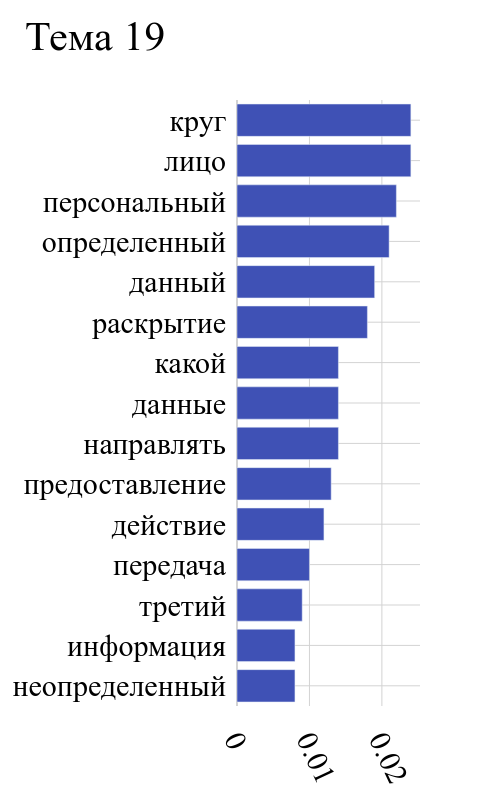 Тема 19
круг
лицо
персональный
определенный
данный
раскрытие
какой
данные
направлять
предоставление
действие
передача
третий
информация
неопределенный
0
0.01
0.02